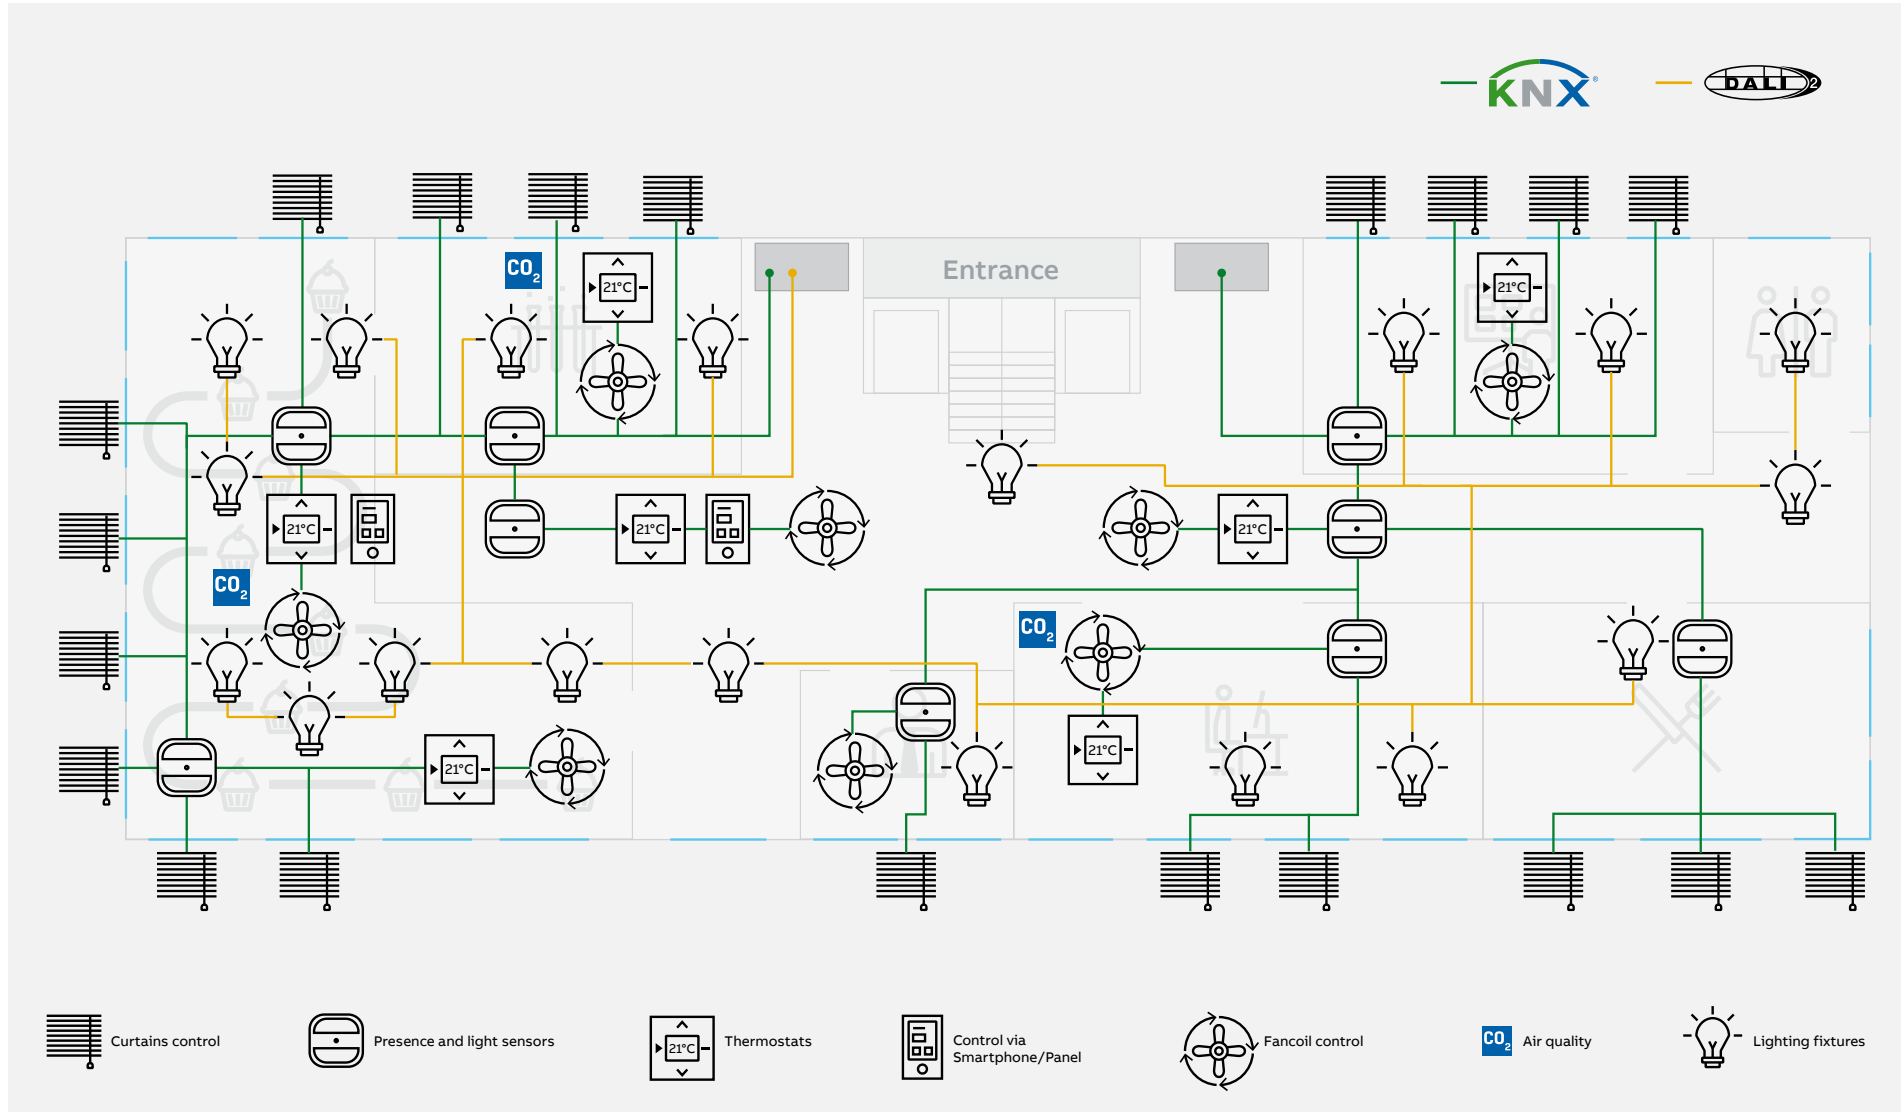 KNX®
DALI 2
CO2
21°C
21°C
Entrance
21°C
21°C
21°C
CO2
CO2
21°C
21°C
21°C
Curtains control
Presence and light sensors
21°C
Thermostats
Control via
Smartphone/Panel
Fancoil control
CO2
Air quality
Lighting fixtures